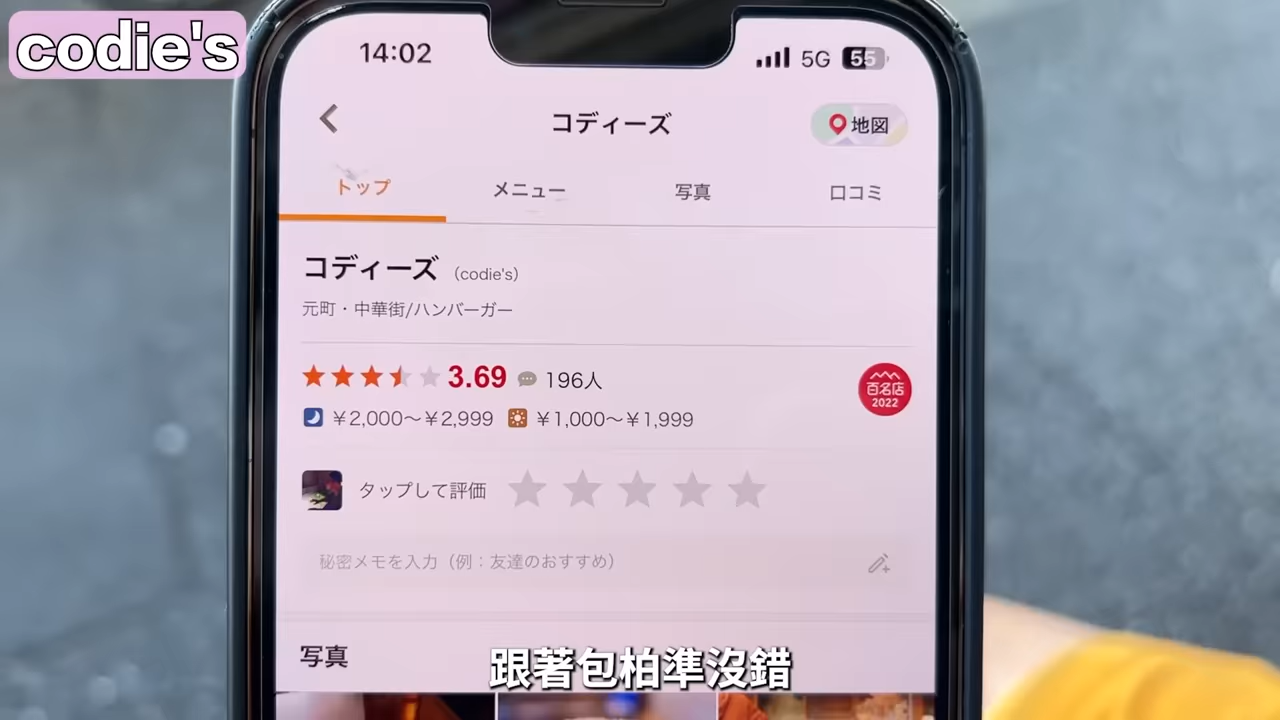 codie's
14:02
5G 55
コディーズ
地図
トップ
メニュー
写真
口コミ
コディーズ (codie's)
元町・中華街/ハンバーガー
3.69 196人
百名店
2022
¥2,000～¥2,999 ¥1,000～¥1,999
タップして評価
秘密メモを入力（例：友達のおすすめ）
写真
跟著包柏準沒錯